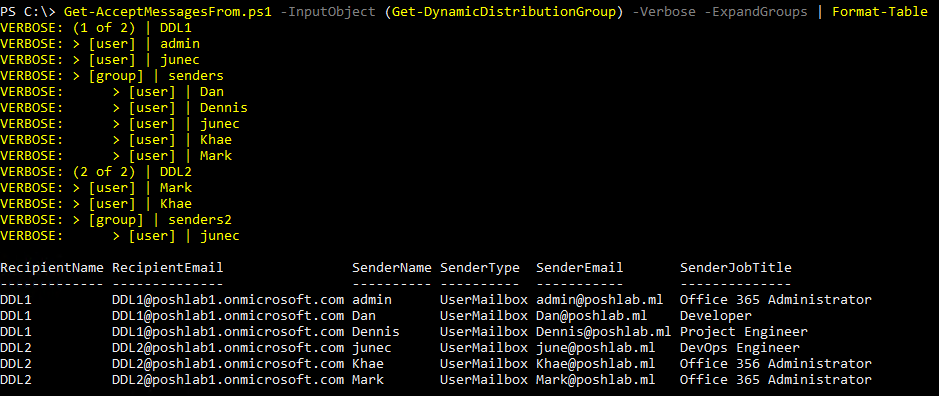 PS C:\> Get-AcceptMessagesFrom.ps1 -InputObject (Get-DynamicDistributionGroup) -Verbose -ExpandGroups | Format-Table
VERBOSE: (1 of 2) | DDL1
VERBOSE: > [user] | admin
VERBOSE: > [user] | junec
VERBOSE: > [group] | senders
VERBOSE:      > [user] | Dan
VERBOSE:      > [user] | Dennis
VERBOSE:      > [user] | junec
VERBOSE:      > [user] | Khae
VERBOSE:      > [user] | Mark
VERBOSE: (2 of 2) | DDL2
VERBOSE: > [user] | Mark
VERBOSE: > [user] | Khae
VERBOSE: > [group] | senders2
VERBOSE:      > [user] | junec
RecipientName RecipientEmail                SenderName SenderType  SenderEmail       SenderJobTitle
------------- --------------                ---------- ----------  -----------       --------------
DDL1          DDL1@poshlab1.onmicrosoft.com admin      UserMailbox admin@poshlab.ml  Office 365 Administrator
DDL1          DDL1@poshlab1.onmicrosoft.com Dan        UserMailbox Dan@poshlab.ml    Developer
DDL1          DDL1@poshlab1.onmicrosoft.com Dennis     UserMailbox Dennis@poshlab.ml Project Engineer
DDL2          DDL2@poshlab1.onmicrosoft.com junec      UserMailbox june@poshlab.ml   DevOps Engineer
DDL2          DDL2@poshlab1.onmicrosoft.com Khae       UserMailbox Khae@poshlab.ml   Office 356 Administrator
DDL2          DDL2@poshlab1.onmicrosoft.com Mark       UserMailbox Mark@poshlab.ml   Office 365 Administrator